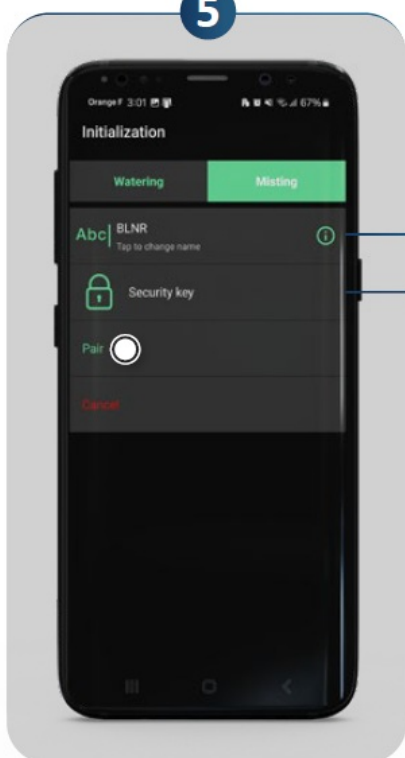 5
Orange F 3:01
67%
Initialization
Watering
Misting
Abc
BLNR
Tap to change name
Security key
Pair
Cancel